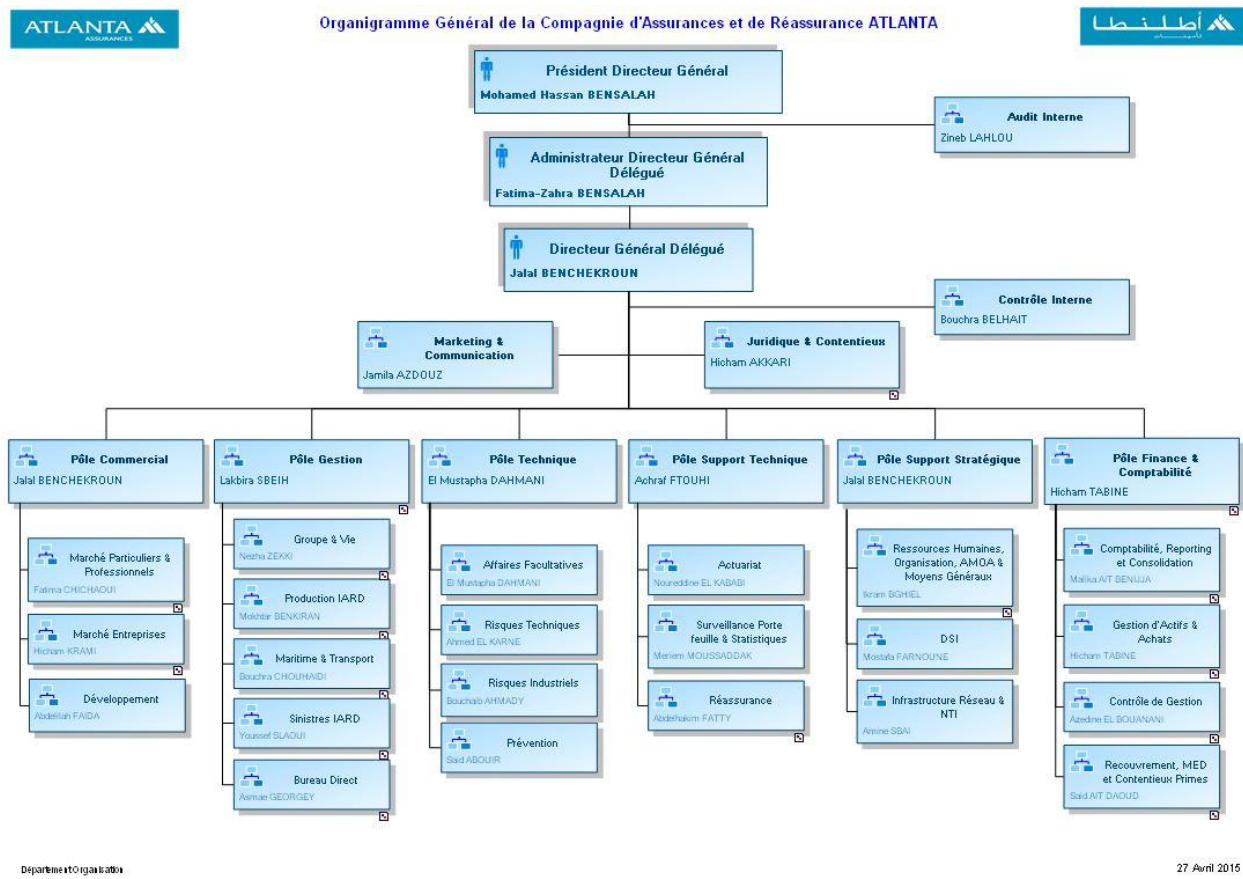 ATLANTA
ASSURANCES
Organigramme Général de la Compagnie d'Assurances et de Réassurance ATLANTA
أطلنطا
تأمينات
Président Directeur Général
Mohamed Hassan BENSALAH
Audit Interne
Zineb LAHLOU
Administrateur Directeur Général
Délégué
Fatima-Zahra BENSALAH
Directeur Général Délégué
Jalal BENCHEKROUN
Contrôle Interne
Bouchra BELHAIT
Marketing &
Communication
Jamila AZDOUZ
Juridique & Contentieux
Hicham AKKARI
Pôle Commercial
Jalal BENCHEKROUN
Pôle Gestion
Lakbira SBEIH
Pôle Technique
El Mustapha DAHMANI
Pôle Support Technique
Achraf FTOUHI
Pôle Support Stratégique
Jalal BENCHEKROUN
Pôle Finance &
Comptabilité
Hicham TABINE
Marché Particuliers &
Professionnels
Fatima CHICHAOUI
Marché Entreprises
Hicham KRAMI
Développement
Abdelilah FAIDA
Groupe & Vie
Nezha ZEKKI
Production IARD
Mokhtar BENKIRAN
Maritime & Transport
Bouchra CHOUHAIDI
Sinistres IARD
Youssef SLAOUI
Bureau Direct
Asmae GEORGEY
Affaires Facultatives
El Mustapha DAHMANI
Risques Techniques
Ahmed EL KARNE
Risques Industriels
Bouchaib AHMADY
Prévention
Said ABOUIR
Actuariat
Noureddine EL KABABI
Surveillance Porte
feuille & Statistiques
Meriem MOUSSADDAK
Réassurance
Abdelhakim FATTY
Ressources Humaines,
Organisation, AMOA &
Moyens Généraux
Ikram BGHIEL
DSI
Mostafa FARNOUNE
Infrastructure Réseau &
NTI
Amine SBAI
Comptabilité, Reporting
et Consolidation
Malika AIT BENIJJA
Gestion d'Actifs &
Achats
Hicham TABINE
Contrôle de Gestion
Azedine EL BOUANANI
Recouvrement, MED
et Contentieux Primes
Said AIT DAOUD
Département Organisation
27 Avril 2015